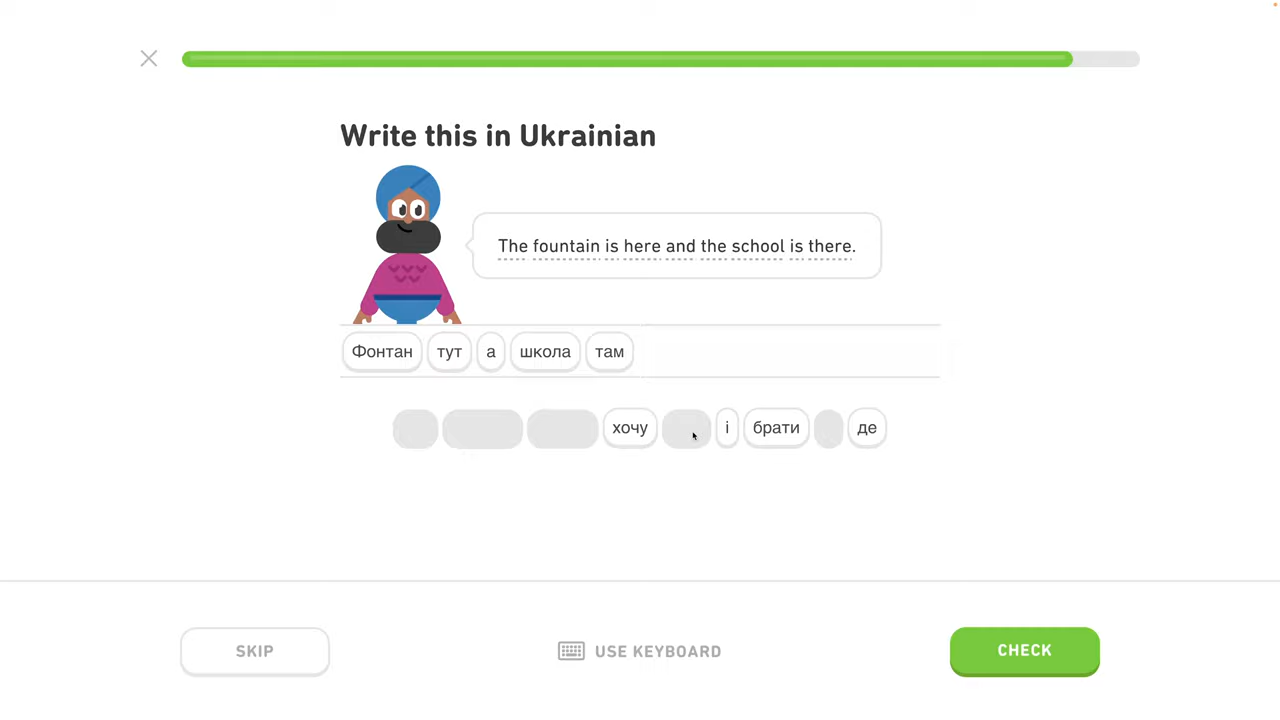 Write this in Ukrainian
The fountain is here and the school is there.
Фонтан тут а школа там
хочу і брати де
SKIP USE KEYBOARD CHECK